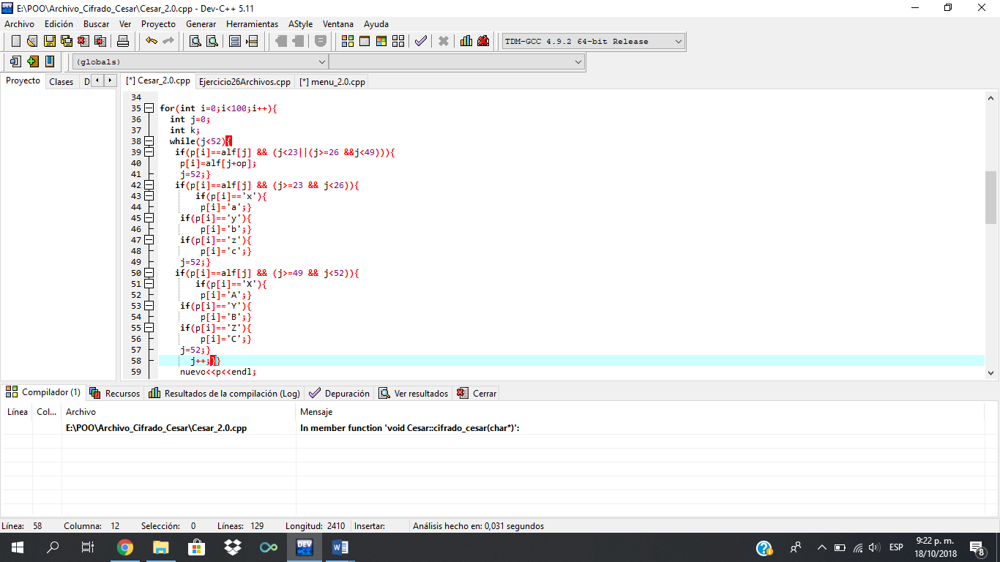 E:\POO\Archivo_Cifrado_Cesar\Cesar_2.0.cpp - Dev-C++ 5.11
Archivo Edición Buscar Ver Proyecto Generar Herramientas AStyle Ventana Ayuda
TDM-GCC 4.9.2 64-bit Release
(globals)
Proyecto Clases D [*] Cesar_2.0.cpp Ejercicio26Archivos.cpp [*] menu_2.0.cpp
34
35 for(int i=0;i<100;i++){
36 int j=0;
37 int k;
38 while(j<52){
39 if(p[i]==alf[j] && (j<23||(j>=26 &&j<49))){
40 p[i]=alf[j+op];
41 j=52;}
42 if(p[i]==alf[j] && (j>=23 && j<26)){
43 if(p[i]=='x'){
44 p[i]='a';}
45 if(p[i]=='y'){
46 p[i]='b';}
47 if(p[i]=='z'){
48 p[i]='c';}
49 j=52;}
50 if(p[i]==alf[j] && (j>=49 && j<52)){
51 if(p[i]=='X'){
52 p[i]='A';}
53 if(p[i]=='Y'){
54 p[i]='B';}
55 if(p[i]=='Z'){
56 p[i]='C';}
57 j=52;}
58 j++;}}
59 nuevo<<p<<endl;
Compilador (1) Recursos Resultados de la compilación (Log) Depuración Ver resultados Cerrar
Línea Col... Archivo Mensaje
E:\POO\Archivo_Cifrado_Cesar\Cesar_2.0.cpp In member function 'void Cesar::cifrado_cesar(char*)':
Línea: 58 Columna: 12 Selección: 0 Líneas: 129 Longitud: 2410 Insertar: Análisis hecho en: 0,031 segundos
DEV ESP 9:22 p. m.
18/10/2018 8